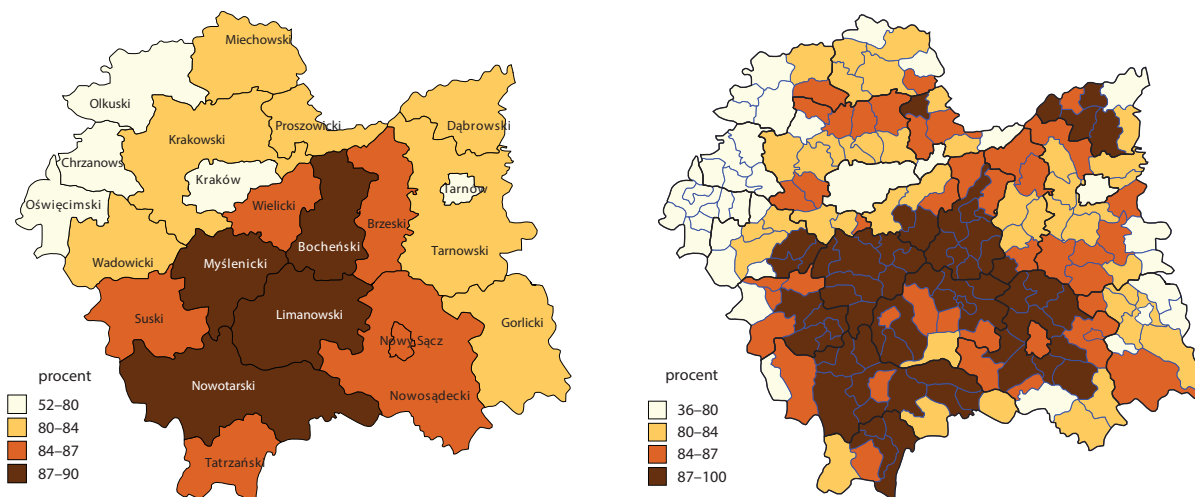 Miechowski
Olkuski
Proszowicki
Dąbrowski
Krakowski
Chrzanows
Kraków
Tarnów
Oświęcimski
Wielicki
Brzeski
Bocheński
Tarnowski
Wadowicki
Myślenicki
Suski
Limanowski
Gorlicki
Nowy Sącz
Nowotarski
Nowosądecki
Tatrzański
procent
52–80
80–84
84–87
87–90
procent
36–80
80–84
84–87
87–100